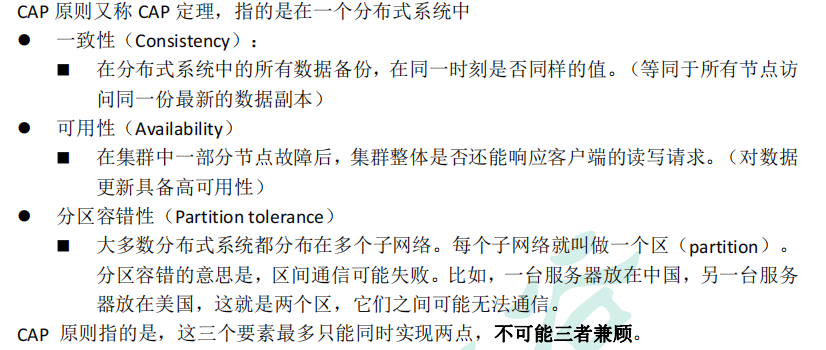 CAP 原则又称 CAP 定理，指的是在一个分布式系统中
● 一致性（Consistency）：
■ 在分布式系统中的所有数据备份，在同一时刻是否同样的值。（等同于所有节点访
问同一份最新的数据副本）
● 可用性（Availability）
■ 在集群中一部分节点故障后，集群整体是否还能响应客户端的读写请求。（对数据
更新具备高可用性）
● 分区容错性（Partition tolerance）
■ 大多数分布式系统都分布在多个子网络。每个子网络就叫做一个区（partition）。
分区容错的意思是，区间通信可能失败。比如，一台服务器放在中国，另一台服务
器放在美国，这就是两个区，它们之间可能无法通信。
CAP 原则指的是，这三个要素最多只能同时实现两点，不可能三者兼顾。